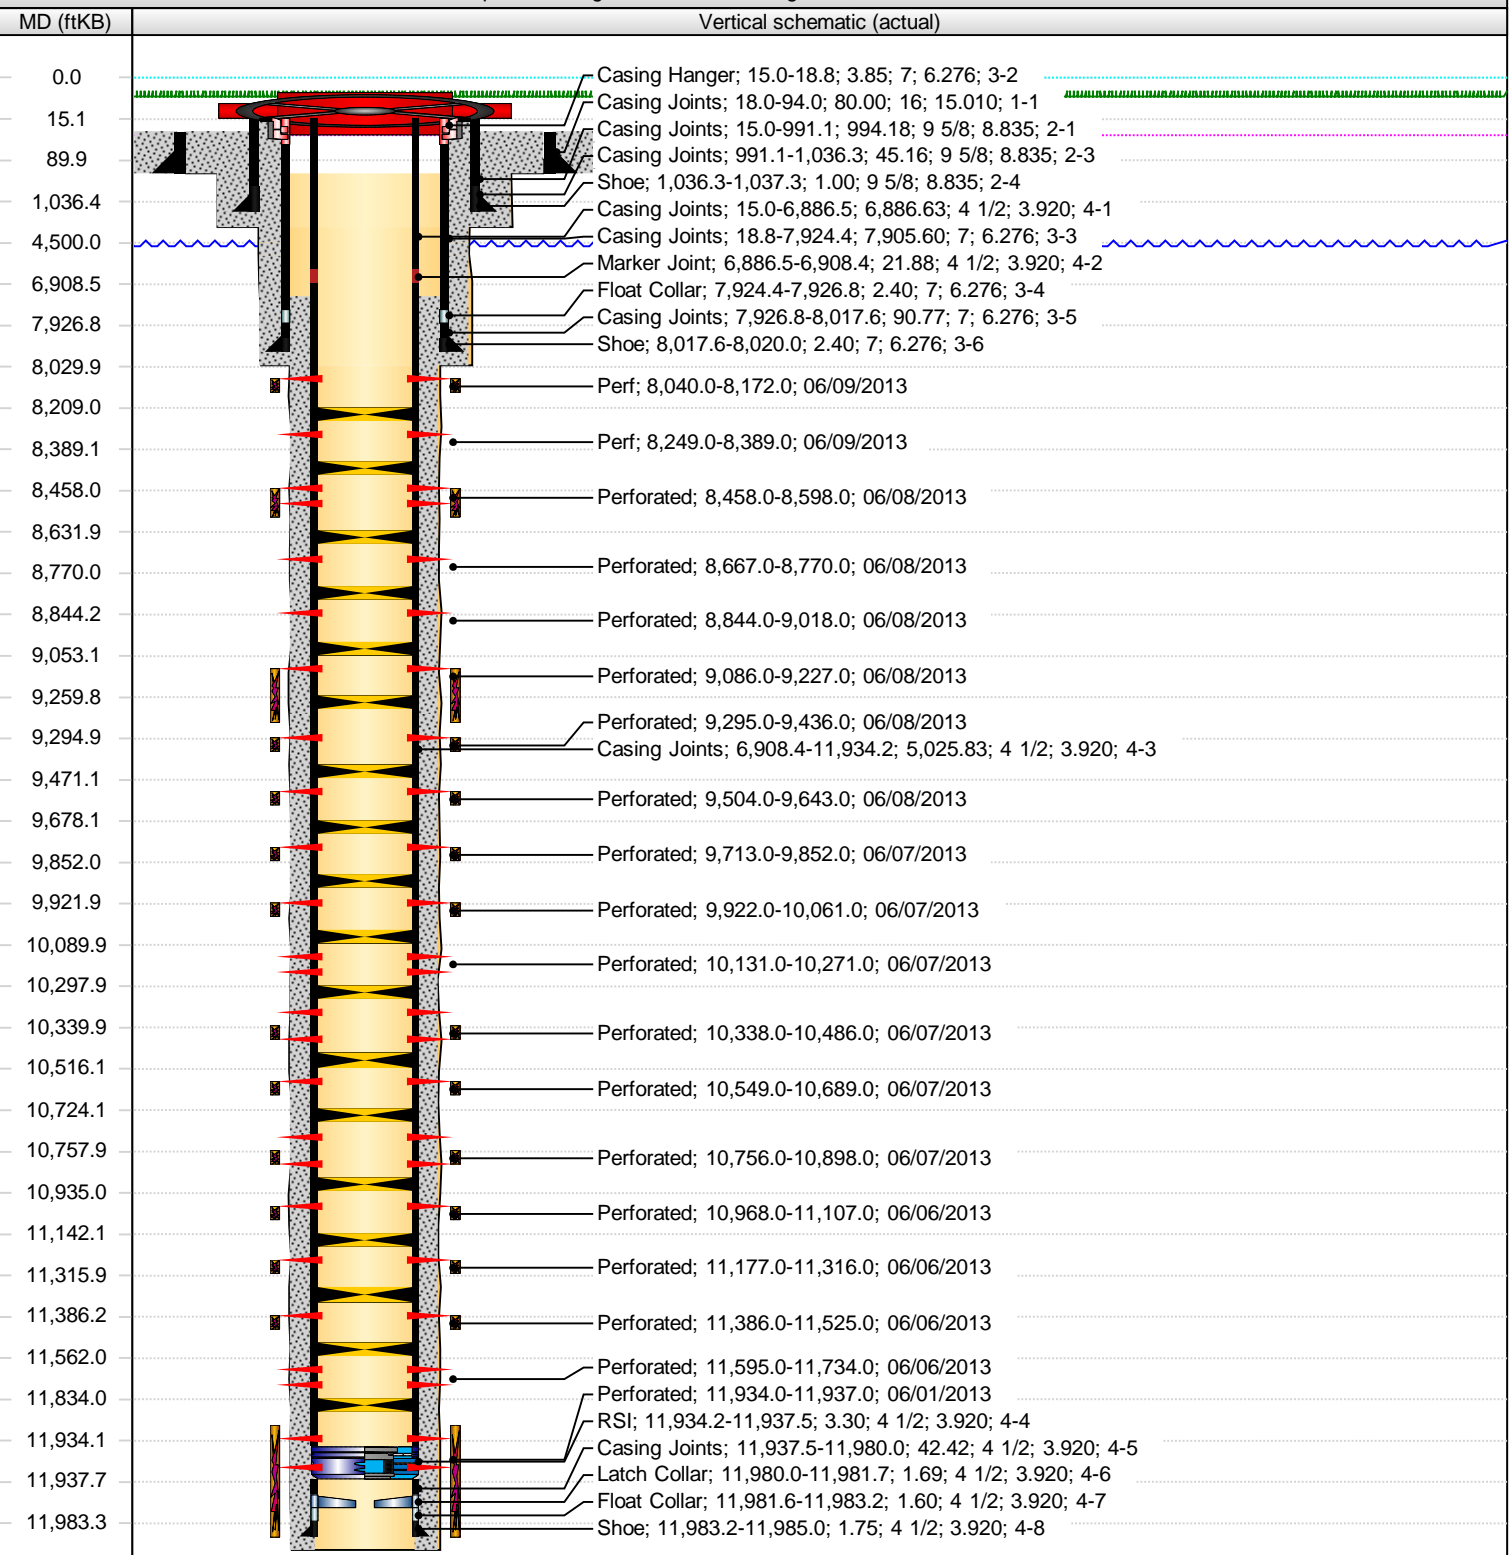 MD (ftKB)
Vertical schematic (actual)
0.0
Casing Hanger; 15.0-18.8; 3.85; 7; 6.276; 3-2
Casing Joints; 18.0-94.0; 80.00; 16; 15.010; 1-1
15.1
Casing Joints; 15.0-991.1; 994.18; 9 5/8; 8.835; 2-1
89.9
Casing Joints; 991.1-1,036.3; 45.16; 9 5/8; 8.835; 2-3
Shoe; 1,036.3-1,037.3; 1.00; 9 5/8; 8.835; 2-4
1,036.4
Casing Joints; 15.0-6,886.5; 6,886.63; 4 1/2; 3.920; 4-1
Casing Joints; 18.8-7,924.4; 7,905.60; 7; 6.276; 3-3
4,500.0
Marker Joint; 6,886.5-6,908.4; 21.88; 4 1/2; 3.920; 4-2
6,908.5
Float Collar; 7,924.4-7,926.8; 2.40; 7; 6.276; 3-4
Casing Joints; 7,926.8-8,017.6; 90.77; 7; 6.276; 3-5
7,926.8
Shoe; 8,017.6-8,020.0; 2.40; 7; 6.276; 3-6
8,029.9
Perf; 8,040.0-8,172.0; 06/09/2013
8,209.0
Perf; 8,249.0-8,389.0; 06/09/2013
8,389.1
8,458.0
Perforated; 8,458.0-8,598.0; 06/08/2013
8,631.9
Perforated; 8,667.0-8,770.0; 06/08/2013
8,770.0
8,844.2
Perforated; 8,844.0-9,018.0; 06/08/2013
9,053.1
Perforated; 9,086.0-9,227.0; 06/08/2013
9,259.8
Perforated; 9,295.0-9,436.0; 06/08/2013
9,294.9
Casing Joints; 6,908.4-11,934.2; 5,025.83; 4 1/2; 3.920; 4-3
9,471.1
Perforated; 9,504.0-9,643.0; 06/08/2013
9,678.1
Perforated; 9,713.0-9,852.0; 06/07/2013
9,852.0
9,921.9
Perforated; 9,922.0-10,061.0; 06/07/2013
10,089.9
Perforated; 10,131.0-10,271.0; 06/07/2013
10,297.9
10,339.9
Perforated; 10,338.0-10,486.0; 06/07/2013
10,516.1
Perforated; 10,549.0-10,689.0; 06/07/2013
10,724.1
10,757.9
Perforated; 10,756.0-10,898.0; 06/07/2013
10,935.0
Perforated; 10,968.0-11,107.0; 06/06/2013
11,142.1
Perforated; 11,177.0-11,316.0; 06/06/2013
11,315.9
11,386.2
Perforated; 11,386.0-11,525.0; 06/06/2013
11,562.0
Perforated; 11,595.0-11,734.0; 06/06/2013
Perforated; 11,934.0-11,937.0; 06/01/2013
11,834.0
RSI; 11,934.2-11,937.5; 3.30; 4 1/2; 3.920; 4-4
11,934.1
Casing Joints; 11,937.5-11,980.0; 42.42; 4 1/2; 3.920; 4-5
Latch Collar; 11,980.0-11,981.7; 1.69; 4 1/2; 3.920; 4-6
11,937.7
Float Collar; 11,981.6-11,983.2; 1.60; 4 1/2; 3.920; 4-7
11,983.3
Shoe; 11,983.2-11,985.0; 1.75; 4 1/2; 3.920; 4-8